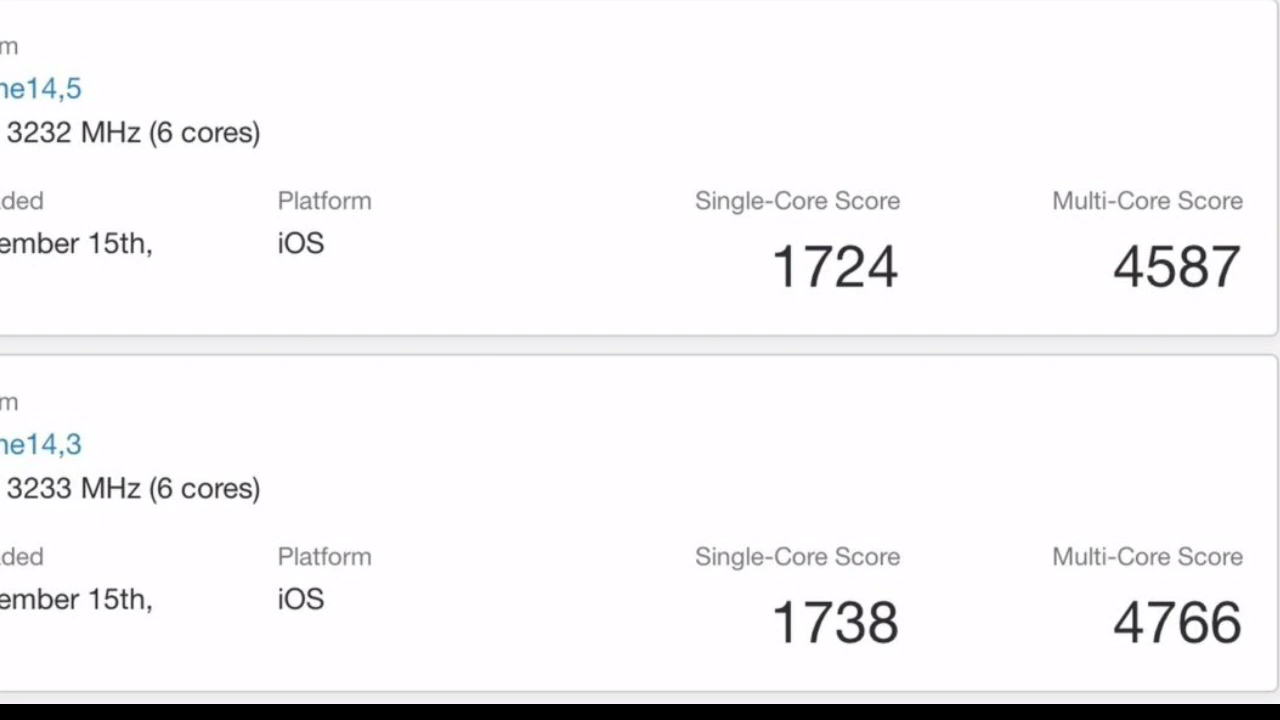 m
ne14,5
3232 MHz (6 cores)
ded Platform Single-Core Score Multi-Core Score
ember 15th, iOS 1724 4587
m
ne14,3
3233 MHz (6 cores)
ded Platform Single-Core Score Multi-Core Score
ember 15th, iOS 1738 4766